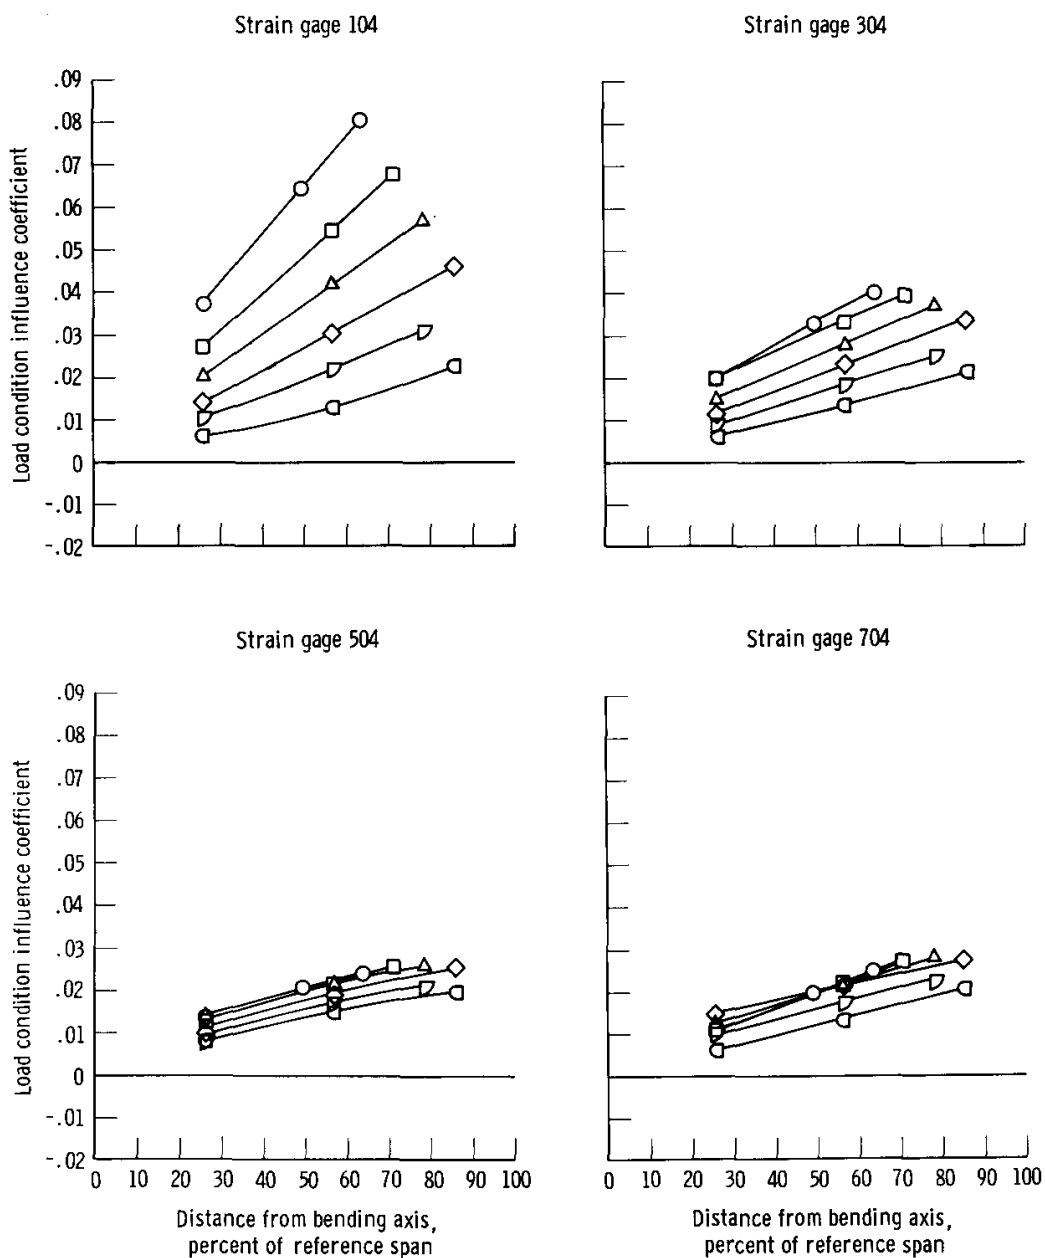 Strain gage 104
Strain gage 304
Load condition influence coefficient
.09
.08
.07
.06
.05
.04
.03
.02
.01
0
-.01
-.02
Strain gage 504
Strain gage 704
Load condition influence coefficient
.09
.08
.07
.06
.05
.04
.03
.02
.01
0
-.01
-.02
0 10 20 30 40 50 60 70 80 90 100
0 10 20 30 40 50 60 70 80 90 100
Distance from bending axis,
percent of reference span
Distance from bending axis,
percent of reference span